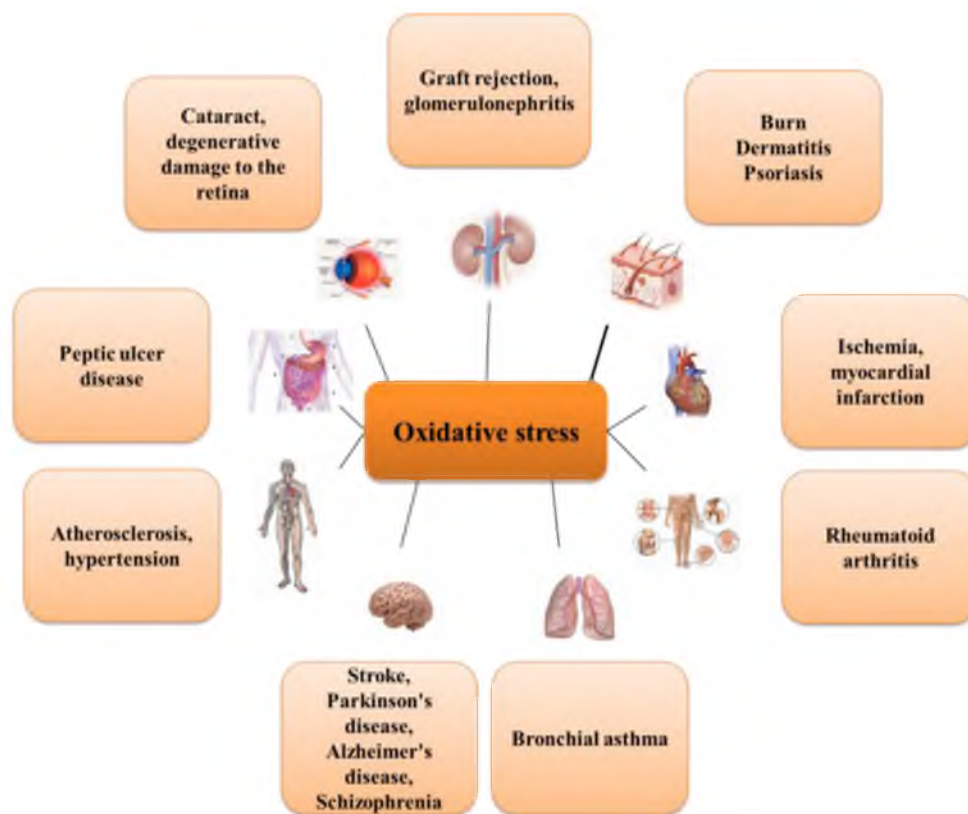 Graft rejection,
glomerulonephritis
Cataract,
degenerative
damage to the
retina
Burn
Dermatitis
Psoriasis
Peptic ulcer
disease
Ischemia,
myocardial
infarction
Oxidative stress
Atherosclerosis,
hypertension
Rheumatoid
arthritis
Stroke,
Parkinson's
disease,
Alzheimer's
disease,
Schizophrenia
Bronchial asthma